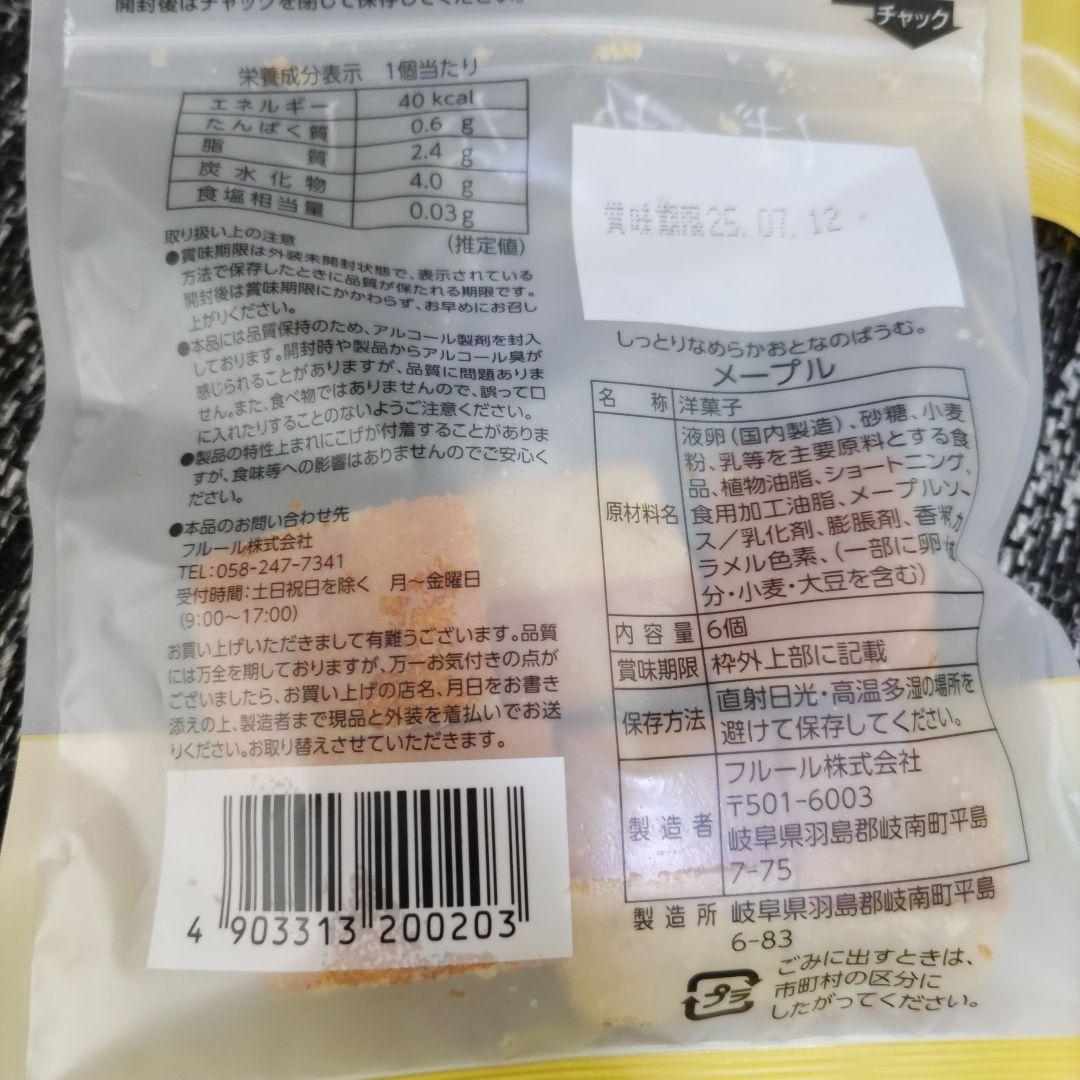 開封後はチャックを閉じて保存してください。
チャック
栄養成分表示 1個当たり
エネルギー 40 kcal
たんぱく質 0.6 g
脂質 2.4 g
炭水化物 4.0 g
食塩相当量 0.03g
(推定値)
取り扱い上の注意
●賞味期限は外装未開封状態で、表示されている
方法で保存したときに品質が保たれる期限です。
開封後は賞味期限にかかわらず、お早めにお召し
上がりください。
●本品には品質保持のため、アルコール製剤を封入
しております。開封時や製品からアルコール臭が
感じられることがありますが、品質に問題ありま
せん。また、食べ物ではありませんので、誤って口
に入れたりすることのないようご注意ください。
●製品の特性上まれにこげが付着することがありま
すが、食味等への影響はありませんのでご安心く
ださい。
●本品のお問い合わせ先
フルール株式会社
TEL:058-247-7341
受付時間:土日祝日を除く 月〜金曜日
(9:00〜17:00)
お買い上げいただきまして有難うございます。品質
には万全を期しておりますが、万一お気付きの点が
ございましたら、お買い上げの店名、月日をお書き
添えの上、製造者まで現品と外装を着払いでお送
りください。お取り替えさせていただきます。
4 903313 200203
賞味期限25.07.12
しっとりなめらかおとなのばうむ。
メープル
名称 洋菓子
原材料名 液卵(国内製造)、砂糖、小麦
粉、乳等を主要原料とする食
品、植物油脂、ショートニング、
食用加工油脂、メープルソー
ス/乳化剤、膨脹剤、香料、カ
ラメル色素、(一部に卵・乳成
分・小麦・大豆を含む)
内容量 6個
賞味期限 枠外上部に記載
保存方法 直射日光・高温多湿の場所を
避けて保存してください。
製造者 フルール株式会社
〒501-6003
岐阜県羽島郡岐南町平島
7-75
製造所 岐阜県羽島郡岐南町平島
6-83
プラ
ごみに出すときは、
市町村の区分に
したがってください。